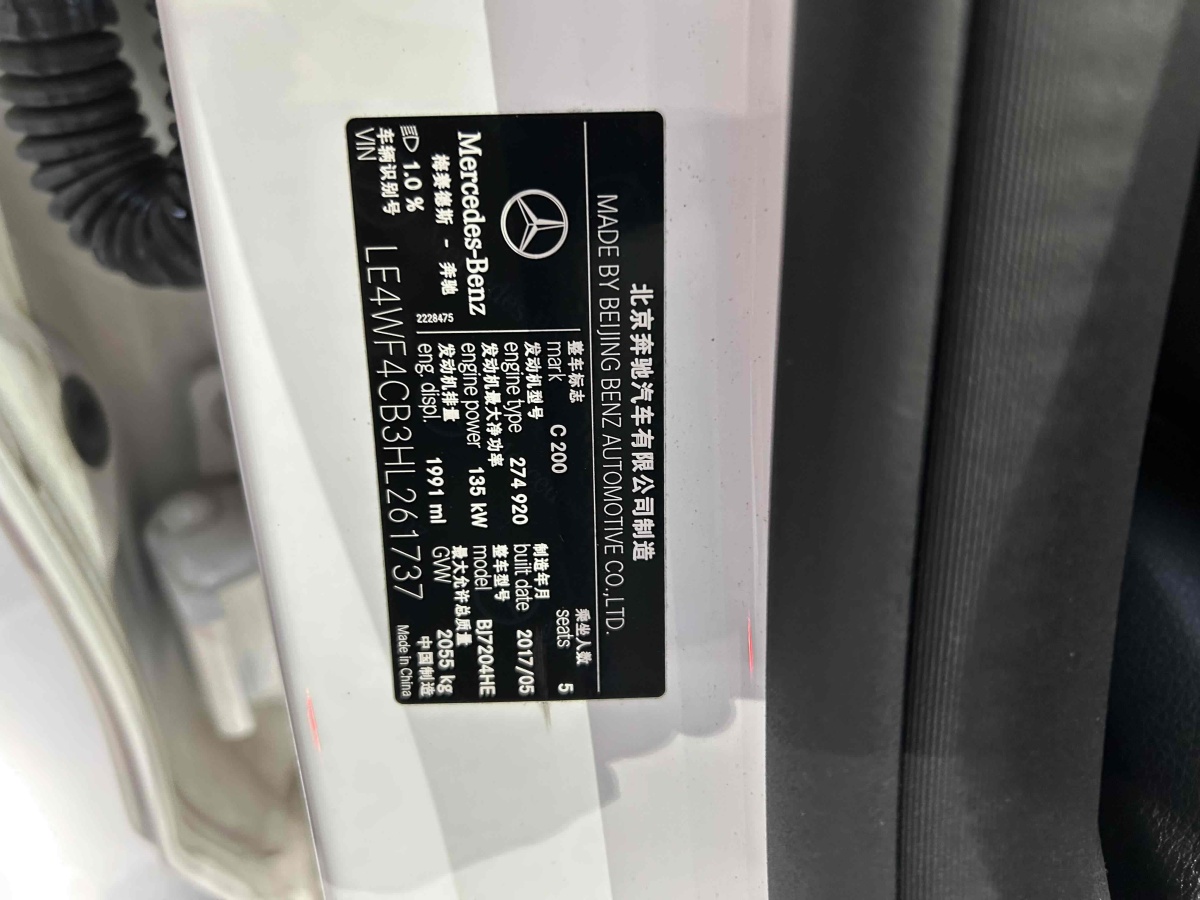 北京奔驰汽车有限公司制造
MADE BY BEIJING BENZ AUTOMOTIVE CO.,LTD.
Mercedes-Benz
梅赛德斯 - 奔驰
2228475
整车标志
mark C 200
乘坐人数
seats 5
发动机型号
engine type 274 920
制造年月
built date 2017/05
发动机最大净功率
engine power 135 kW
整车型号
model BJ7204HE
发动机排量
eng. displ. 1991 ml
最大允许总质量
GVW 2055 kg
1.0 %
车辆识别号
VIN LE4WF4CB3HL261737
中国制造
Made in China